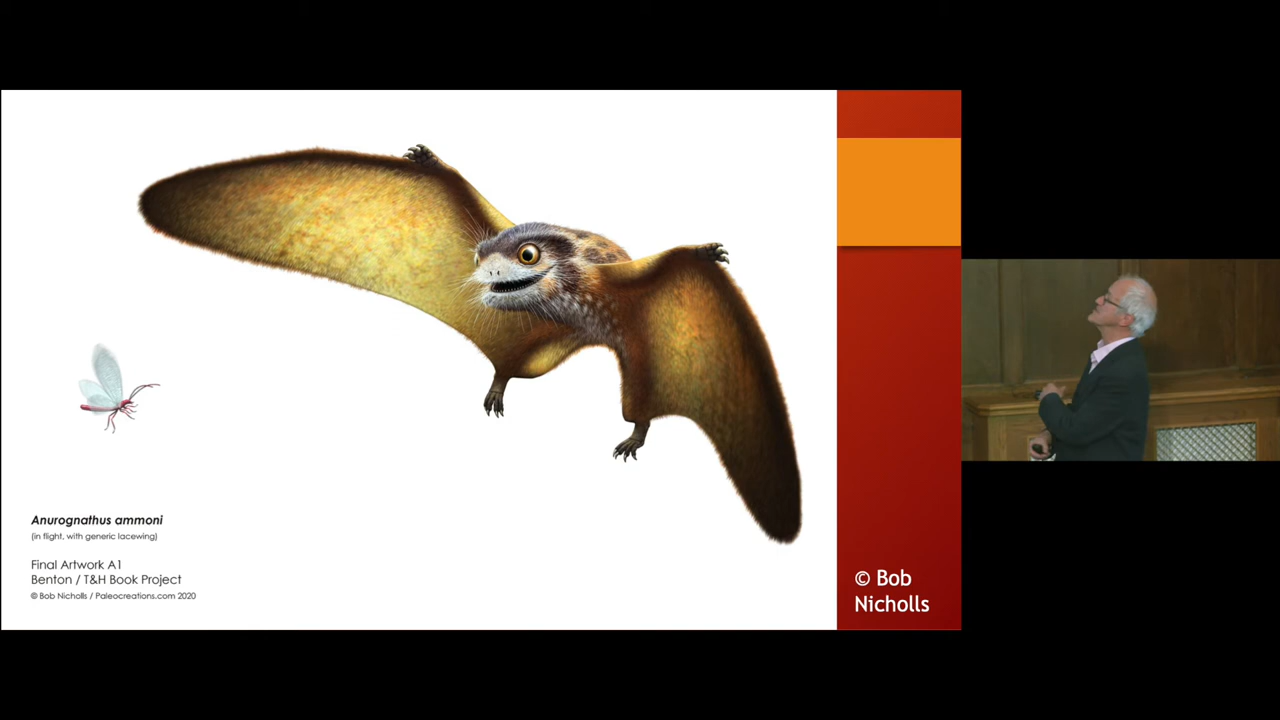 Anurognathus ammoni
(in flight, with generic lacewing)
Final Artwork A1
Benton / T&H Book Project
© Bob Nicholls / Paleocreations.com 2020
© Bob
Nicholls